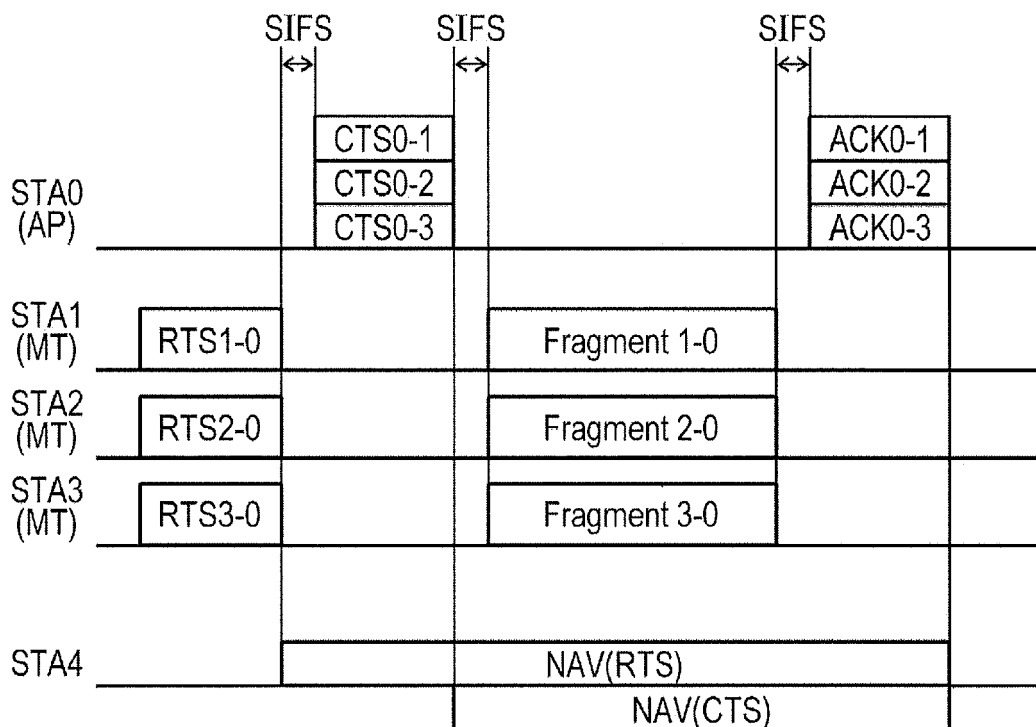 SIFS SIFS SIFS
CTS0-1 ACK0-1
CTS0-2 ACK0-2
CTS0-3 ACK0-3
STA0
(AP)
STA1
(MT)
RTS1-0 Fragment 1-0
STA2
(MT)
RTS2-0 Fragment 2-0
STA3
(MT)
RTS3-0 Fragment 3-0
STA4 NAV(RTS)
NAV(CTS)